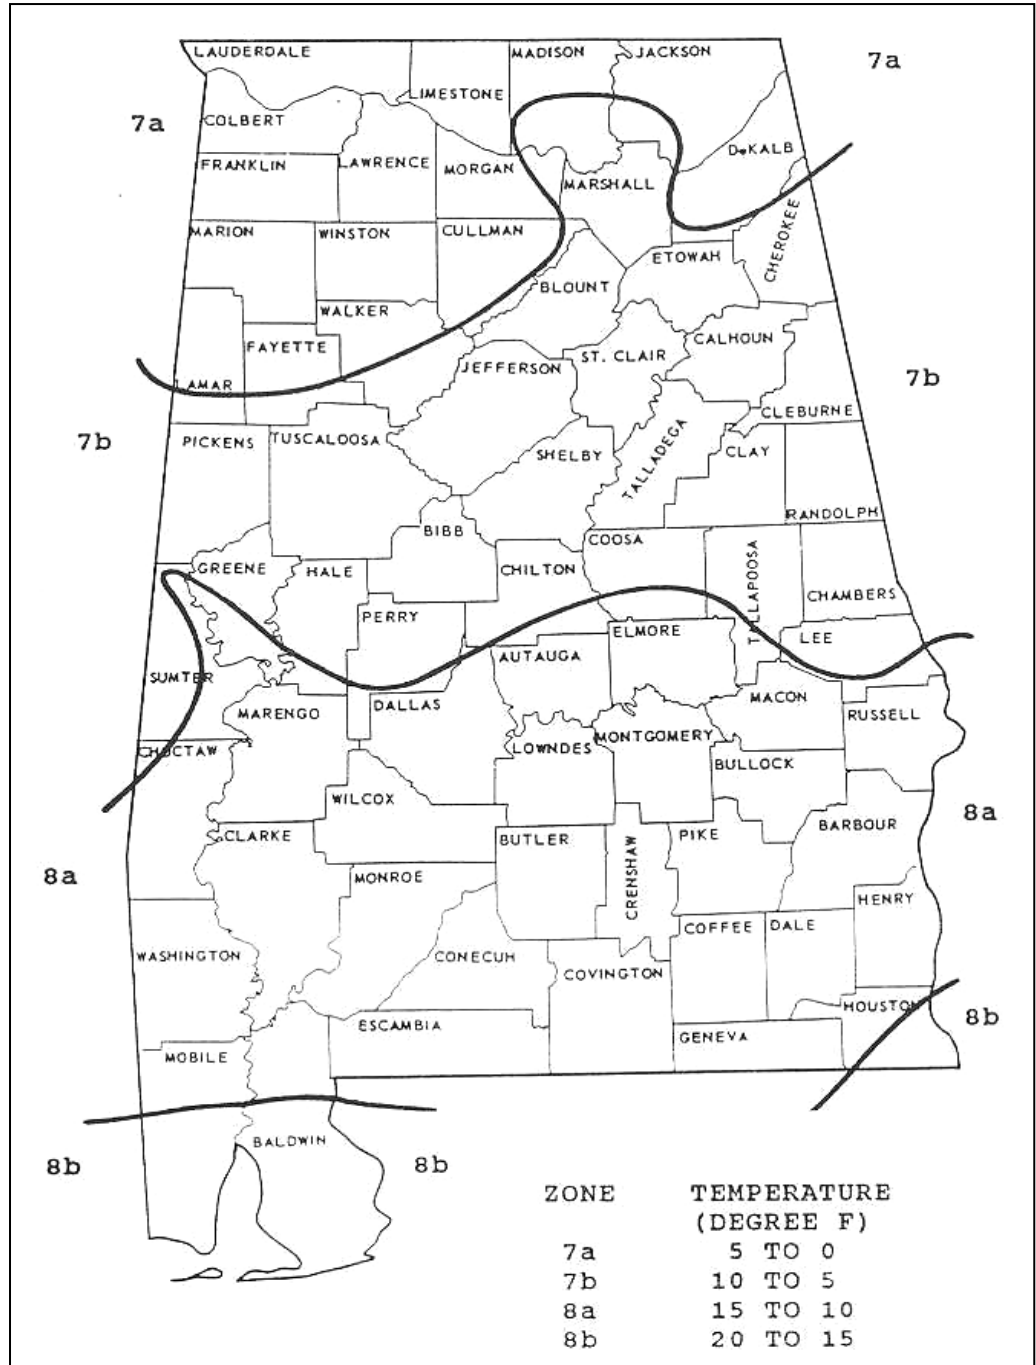 LAUDERDALE
MADISON
JACKSON
7a
LIMESTONE
7a
COLBERT
DeKALB
FRANKLIN
LAWRENCE
MORGAN
MARSHALL
MARION
WINSTON
CULLMAN
CHEROKEE
ETOWAH
BLOUNT
WALKER
FAYETTE
CALHOUN
ST. CLAIR
JEFFERSON
LAMAR
7b
CLEBURNE
7b
PICKENS
TUSCALOOSA
SHELBY
TALLADEGA
CLAY
RANDOLPH
BIBB
COOSA
GREENE
HALE
CHILTON
TALLAPOOSA
CHAMBERS
PERRY
ELMORE
LEE
AUTAUGA
SUMTER
MARENGO
DALLAS
MACON
RUSSELL
CHOCTAW
LOWNDES
MONTGOMERY
BULLOCK
WILCOX
8a
CLARKE
BUTLER
CRENSHAW
PIKE
BARBOUR
8a
MONROE
HENRY
COFFEE
DALE
WASHINGTON
CONECUH
COVINGTON
HOUSTON
8b
ESCAMBIA
GENEVA
MOBILE
BALDWIN
8b
8b
ZONE TEMPERATURE
(DEGREE F)
7a 5 TO 0
7b 10 TO 5
8a 15 TO 10
8b 20 TO 15